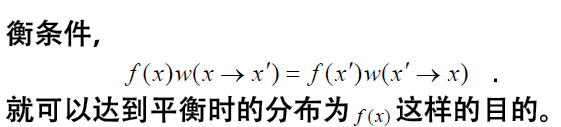 衡条件，
f(x)w(x → x′) = f(x′)w(x′ → x) .
就可以达到平衡时的分布为 f(x) 这样的目的。